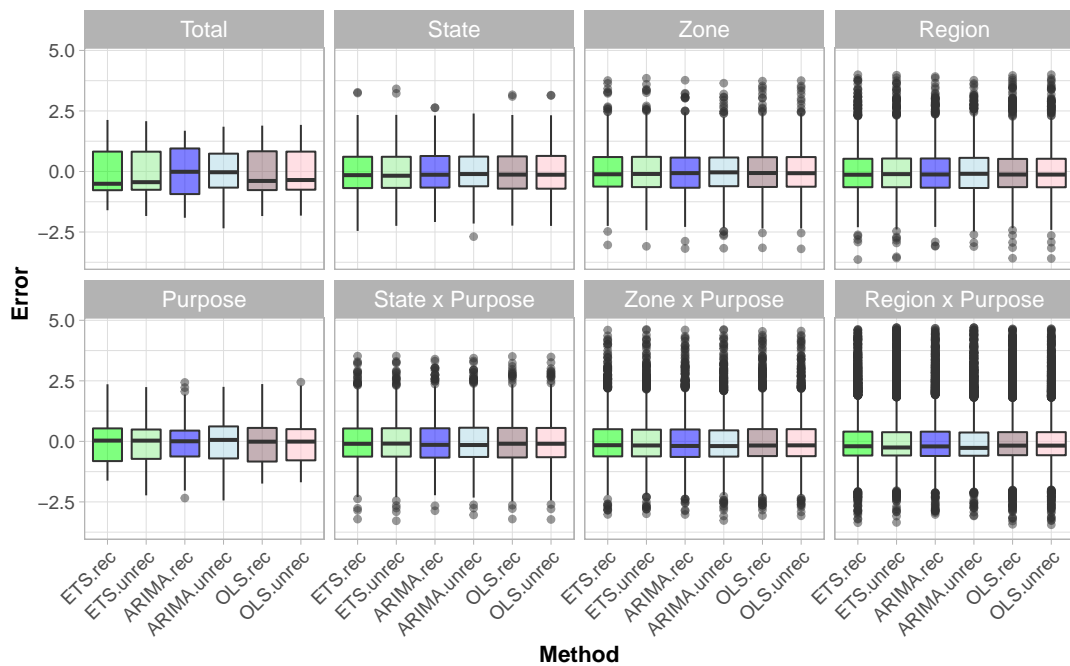 Total State Zone Region
5.0
2.5
0.0
−2.5
Purpose State x Purpose Zone x Purpose Region x Purpose
5.0
2.5
0.0
−2.5
Error
ETS.rec ETS.unrec ARIMA.rec ARIMA.unrec OLS.rec OLS.unrec ETS.rec ETS.unrec ARIMA.rec ARIMA.unrec OLS.rec OLS.unrec ETS.rec ETS.unrec ARIMA.rec ARIMA.unrec OLS.rec OLS.unrec ETS.rec ETS.unrec ARIMA.rec ARIMA.unrec OLS.rec OLS.unrec
Method